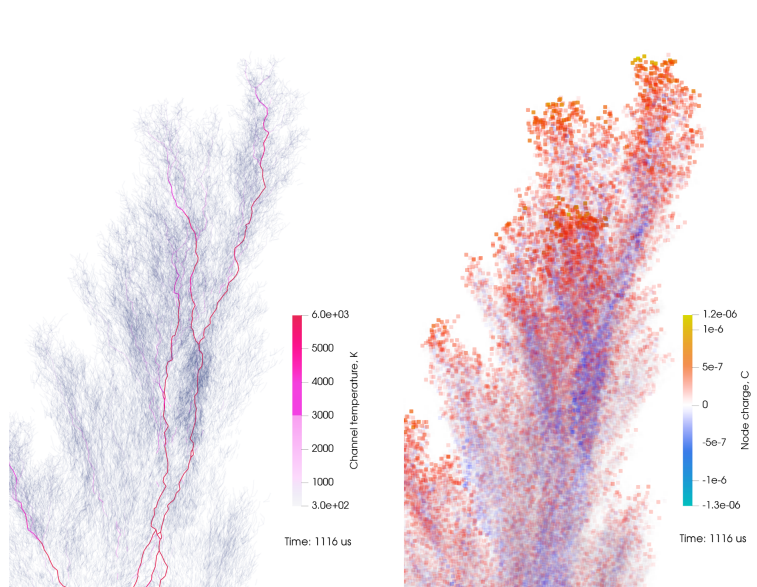 6.0e+03
5000
4000
3000
2000
1000
3.0e+02
Channel temperature, K
Time: 1116 us
1.2e-06
1e-6
5e-7
0
-5e-7
-1e-6
-1.3e-06
Node charge, C
Time: 1116 us